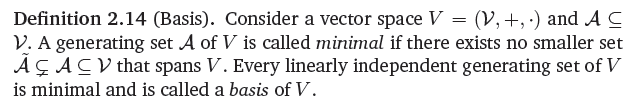 Definition 2.14 (Basis). Consider a vector space V = (𝒱, +, ·) and 𝒜 ⊆
𝒱. A generating set 𝒜 of V is called minimal if there exists no smaller set
𝒜̃ ⊊ 𝒜 ⊆ 𝒱 that spans V. Every linearly independent generating set of V
is minimal and is called a basis of V.